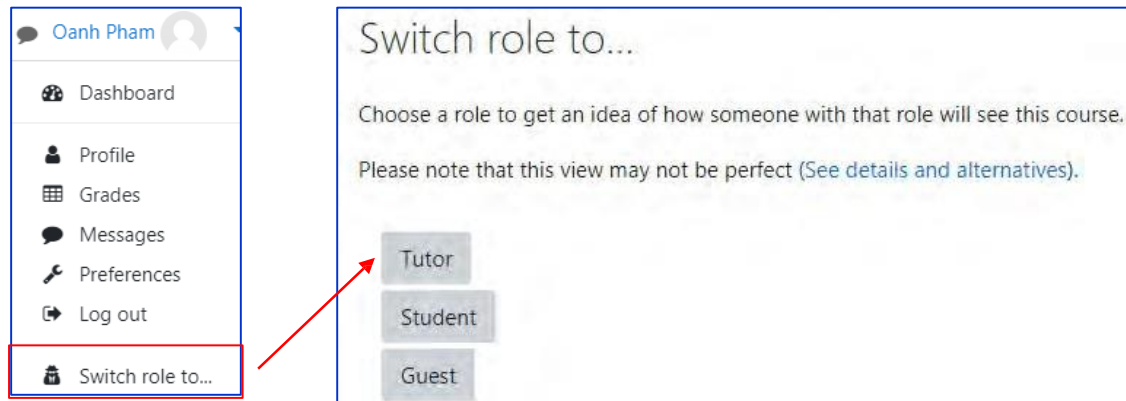 Oanh Pham
Dashboard
Profile
Grades
Messages
Preferences
Log out
Switch role to...
Switch role to...
Choose a role to get an idea of how someone with that role will see this course.
Please note that this view may not be perfect (See details and alternatives).
Tutor
Student
Guest